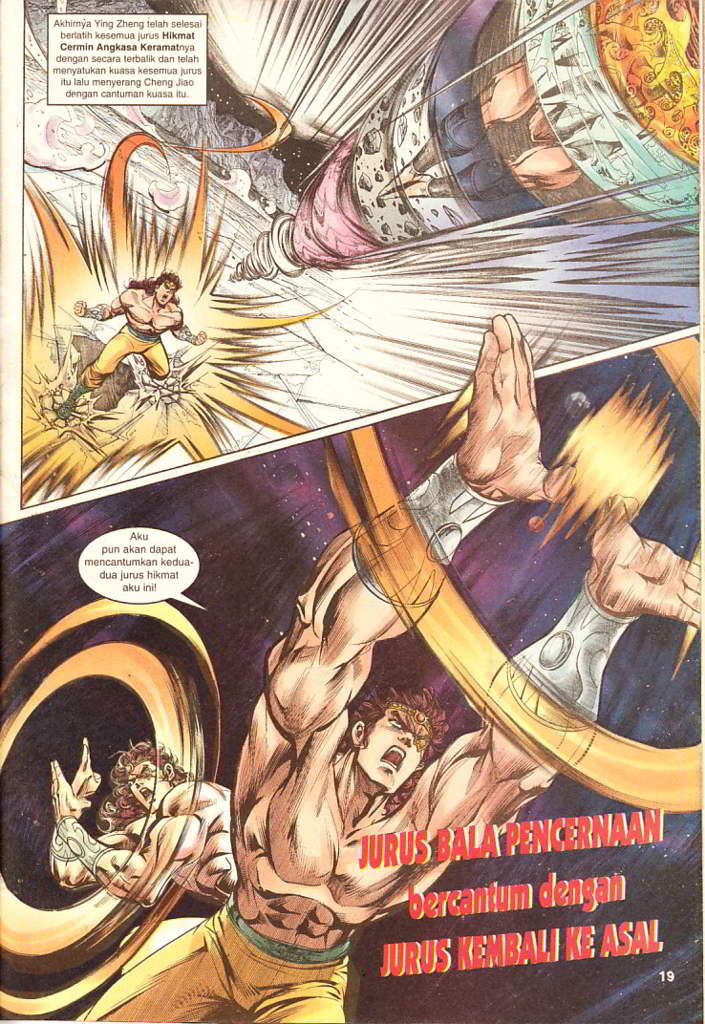 Akhirnya Ying Zheng telah selesai
berlatih kesemua jurus Hikmat
Cermin Angkasa Keramatnya
dengan secara terbalik dan telah
menyatukan kuasa kesemua jurus
itu lalu menyerang Cheng Jiao
dengan cantuman kuasa itu.
Aku
pun akan dapat
mencantumkan kedua-
dua jurus hikmat
aku ini!
JURUS BALA PENCERNAAN
bercantum dengan
JURUS KEMBALI KE ASAL
19